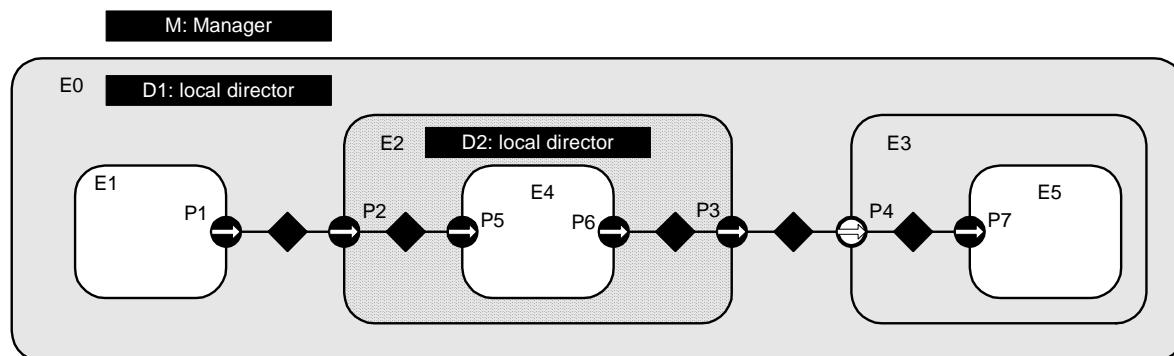 M: Manager
E0
D1: local director
E2
D2: local director
E3
E1
E4
E5
P1
P2
P5
P6
P3
P4
P7